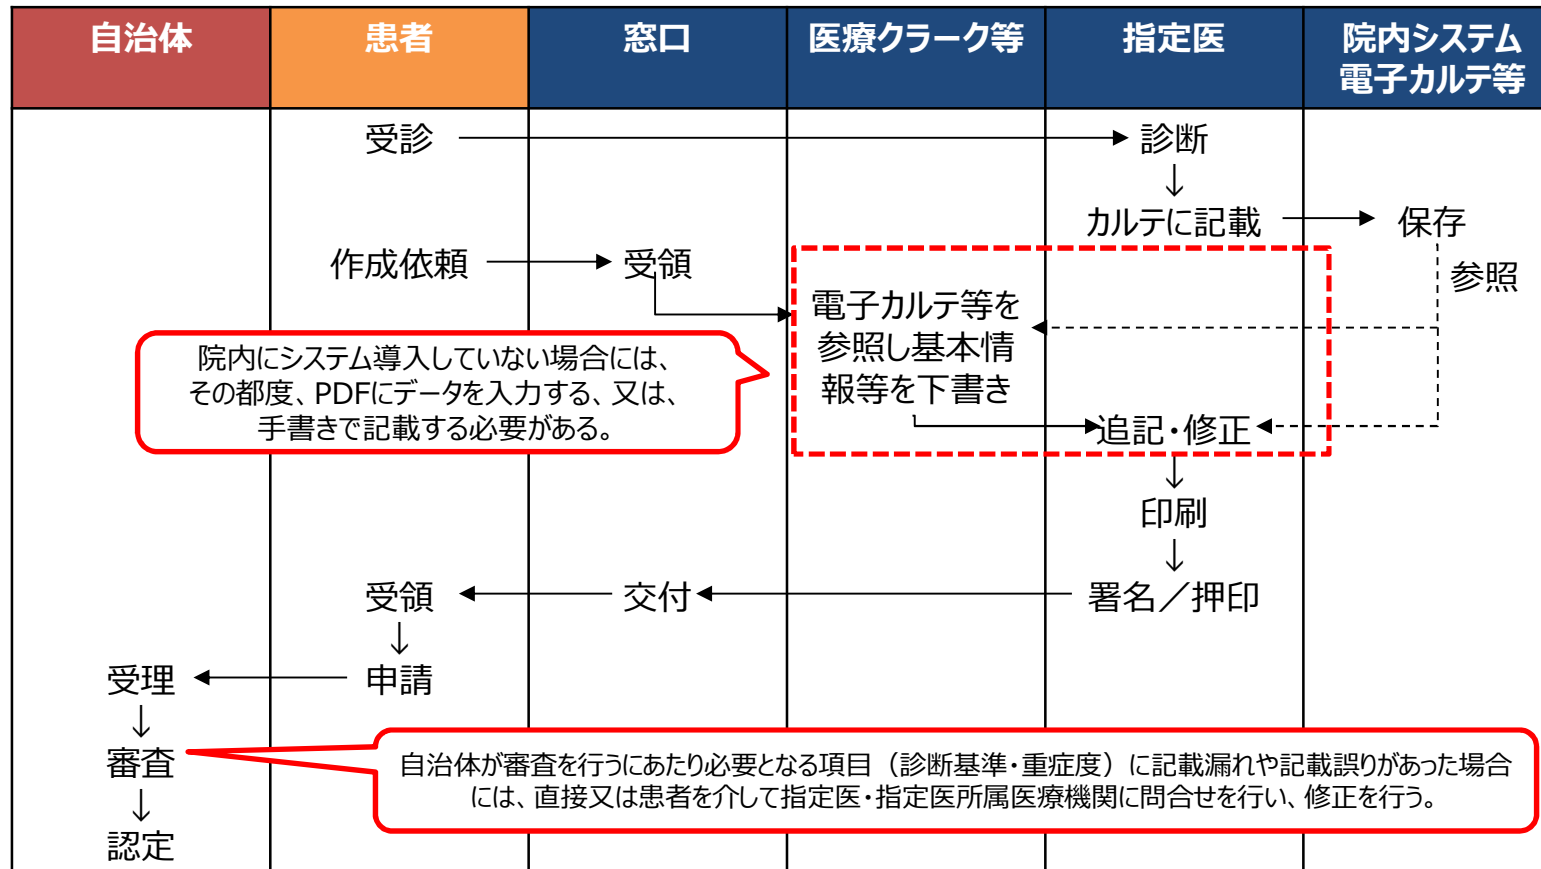 自治体
患者
窓口
医療クラーク等
指定医
院内システム
電子カルテ等
受診
診断
↓
カルテに記載
保存
作成依頼
受領
参照
電子カルテ等を
参照し基本情
報等を下書き
院内にシステム導入していない場合には、
その都度、PDFにデータを入力する、又は、
手書きで記載する必要がある。
追記・修正
↓
印刷
↓
受領
交付
署名／押印
↓
受理
申請
↓
審査
自治体が審査を行うにあたり必要となる項目（診断基準・重症度）に記載漏れや記載誤りがあった場合
には、直接又は患者を介して指定医・指定医所属医療機関に問合せを行い、修正を行う。
↓
認定